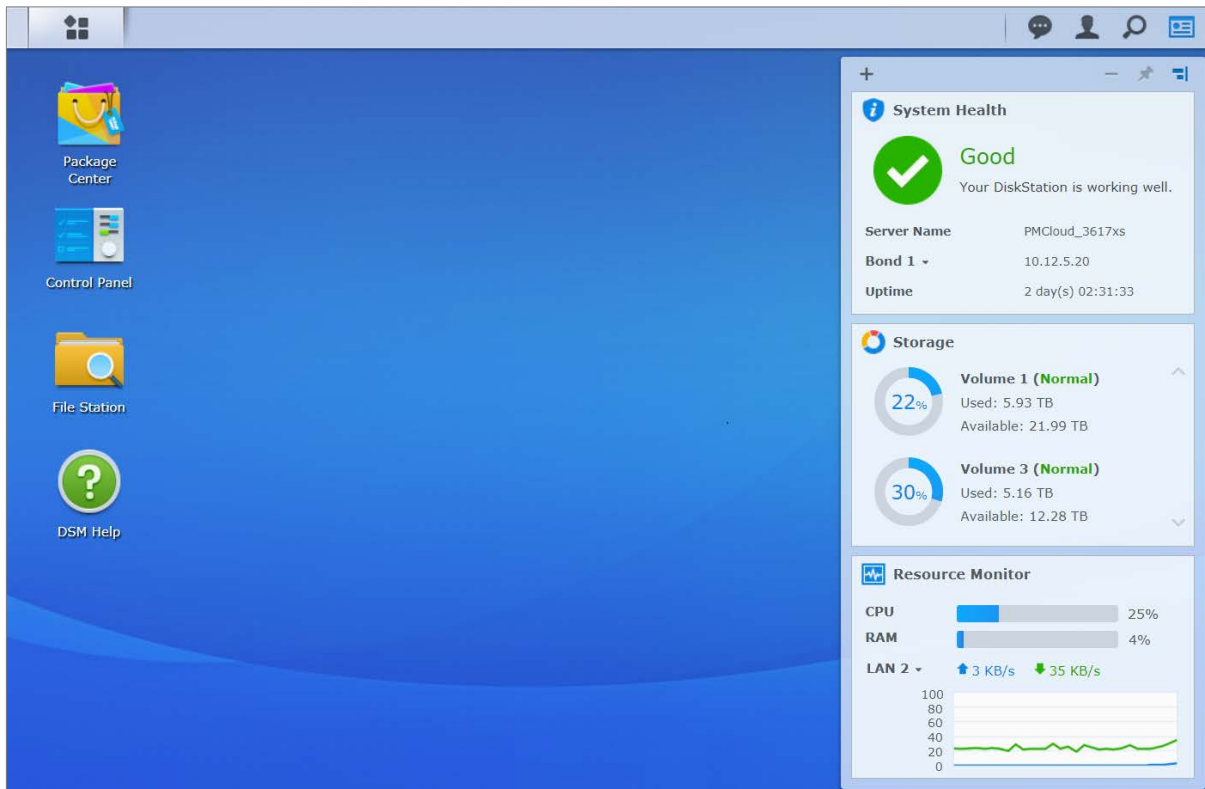 Package
Center
Control Panel
File Station
DSM Help
System Health
Good
Your DiskStation is working well.
Server Name PMCloud_3617xs
Bond 1 10.12.5.20
Uptime 2 day(s) 02:31:33
Storage
22%
Volume 1 (Normal)
Used: 5.93 TB
Available: 21.99 TB
30%
Volume 3 (Normal)
Used: 5.16 TB
Available: 12.28 TB
Resource Monitor
CPU 25%
RAM 4%
LAN 2 3 KB/s 35 KB/s
100
80
60
40
20
0